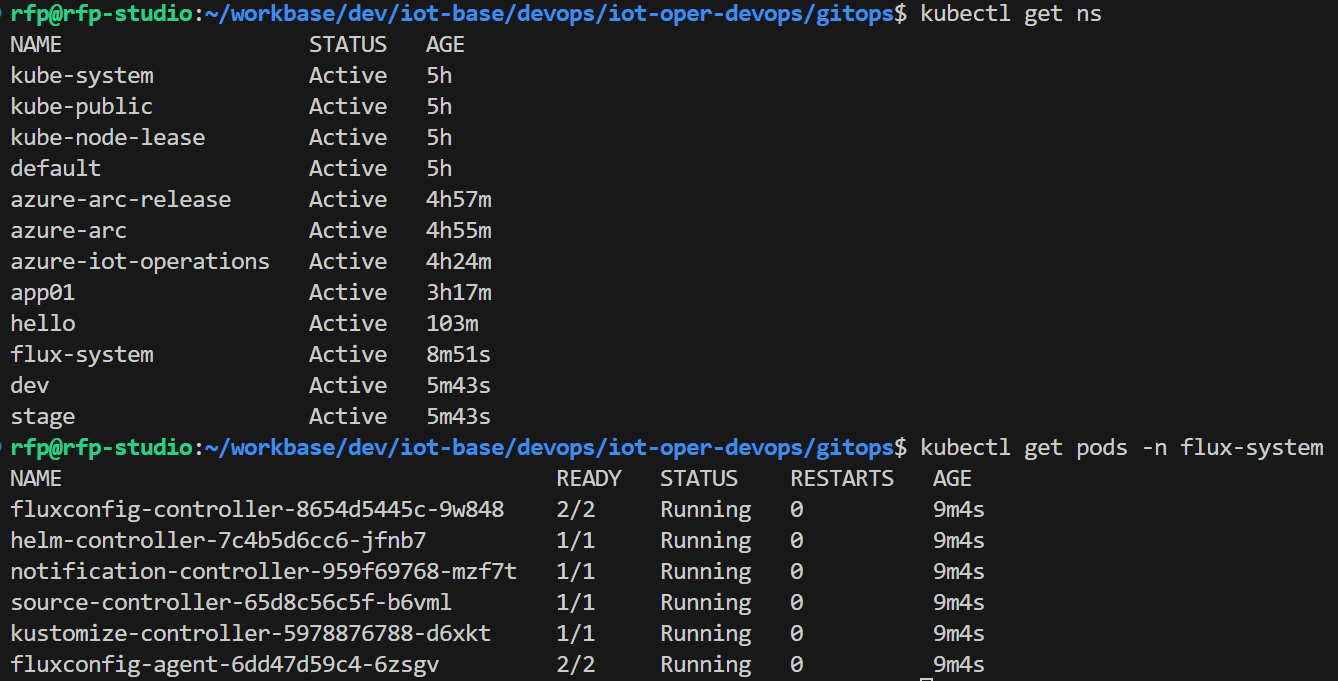 rfp@rfp-studio:~/workbase/dev/iot-base/devops/iot-oper-devops/gitops$ kubectl get ns
NAME STATUS AGE
kube-system Active 5h
kube-public Active 5h
kube-node-lease Active 5h
default Active 5h
azure-arc-release Active 4h57m
azure-arc Active 4h55m
azure-iot-operations Active 4h24m
app01 Active 3h17m
hello Active 103m
flux-system Active 8m51s
dev Active 5m43s
stage Active 5m43s
rfp@rfp-studio:~/workbase/dev/iot-base/devops/iot-oper-devops/gitops$ kubectl get pods -n flux-system
NAME READY STATUS RESTARTS AGE
fluxconfig-controller-8654d5445c-9w848 2/2 Running 0 9m4s
helm-controller-7c4b5d6cc6-jfnb7 1/1 Running 0 9m4s
notification-controller-959f69768-mzf7t 1/1 Running 0 9m4s
source-controller-65d8c56c5f-b6vml 1/1 Running 0 9m4s
kustomize-controller-5978876788-d6xkt 1/1 Running 0 9m4s
fluxconfig-agent-6dd47d59c4-6zsgv 2/2 Running 0 9m4s